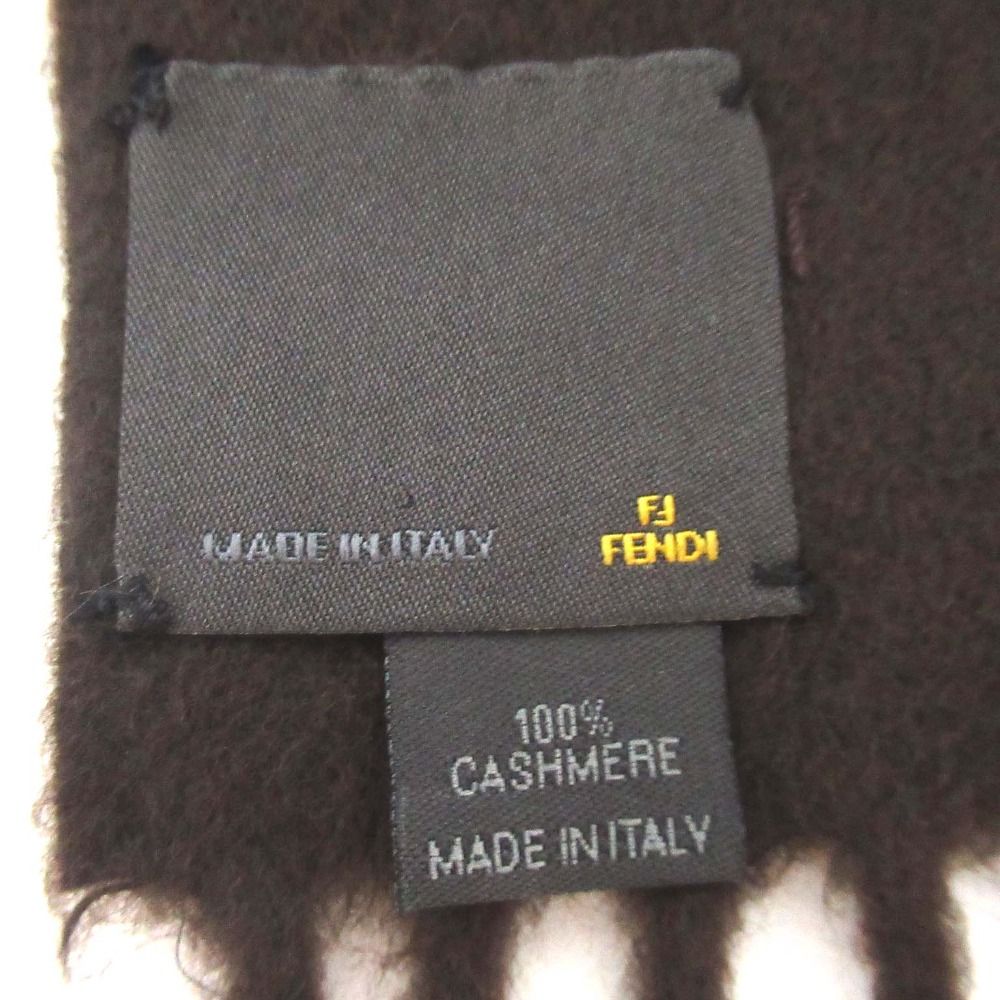 FF
FENDI
MADE IN ITALY
100%
CASHMERE
MADE IN ITALY